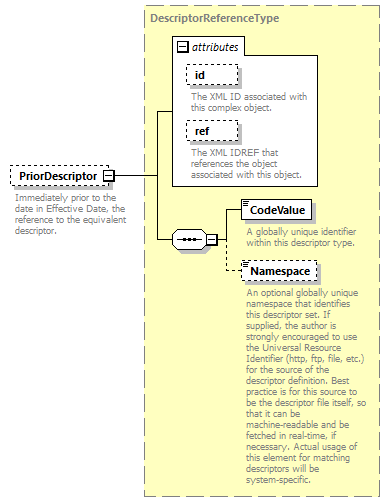 DescriptorReferenceType
attributes
id
The XML ID associated with
this complex object.
ref
The XML IDREF that
references the object
associated with this object.
PriorDescriptor
Immediately prior to the
date in Effective Date, the
reference to the equivalent
descriptor.
CodeValue
A globally unique identifier
within this descriptor type.
Namespace
An optional globally unique
namespace that identifies
this descriptor set. If
supplied, the author is
strongly encouraged to use
the Universal Resource
Identifier (http, ftp, file, etc.)
for the source of the
descriptor definition. Best
practice is for this source to
be the descriptor file itself, so
that it can be
machine-readable and be
fetched in real-time, if
necessary. Actual usage of
this element for matching
descriptors will be
system-specific.